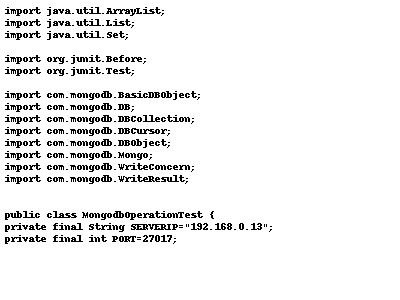 import java.util.ArrayList;
import java.util.List;
import java.util.Set;
import org.junit.Before;
import org.junit.Test;
import com.mongodb.BasicDBObject;
import com.mongodb.DB;
import com.mongodb.DBCollection;
import com.mongodb.DBCursor;
import com.mongodb.DBObject;
import com.mongodb.Mongo;
import com.mongodb.WriteConcern;
import com.mongodb.WriteResult;
public class MongodbOperationTest {
private final String SERVERIP="192.168.0.13";
private final int PORT=27017;